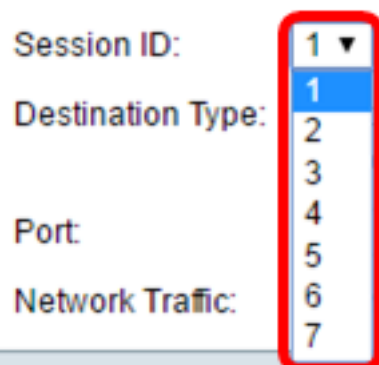 Session ID: 1
1
Destination Type:
2
3
4
Port:
5
Network Traffic: 6
7